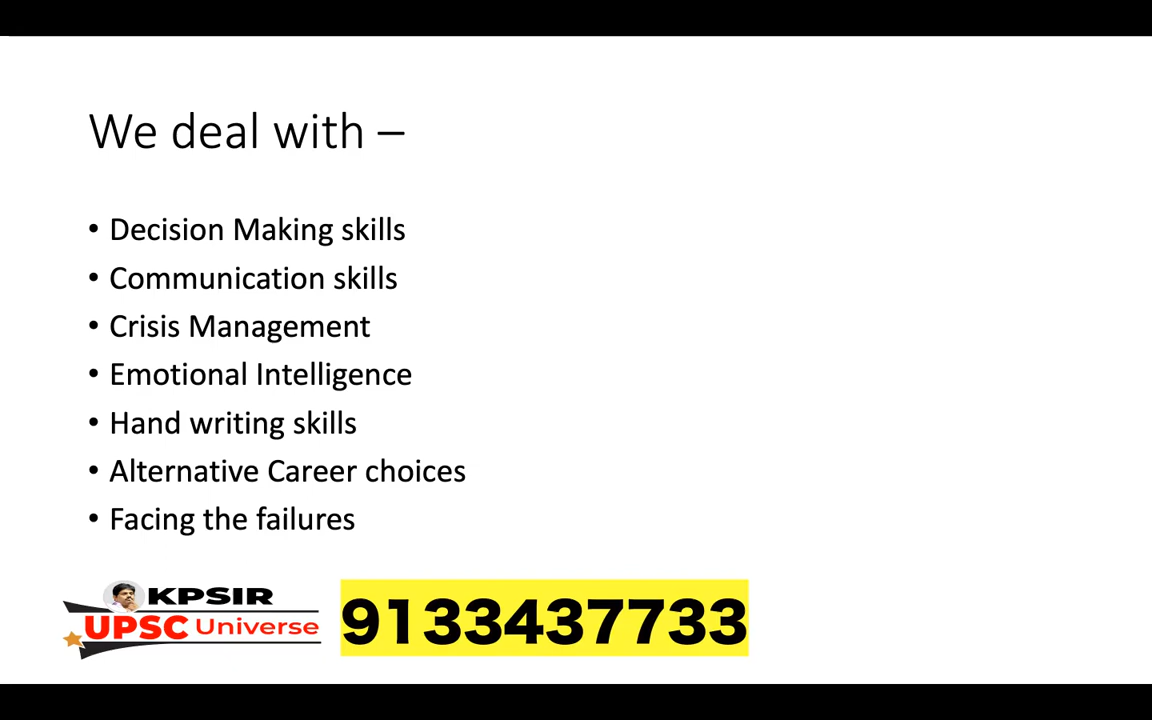 We deal with –
• Decision Making skills
• Communication skills
• Crisis Management
• Emotional Intelligence
• Hand writing skills
• Alternative Career choices
• Facing the failures
KPSIR
UPSC Universe
9133437733